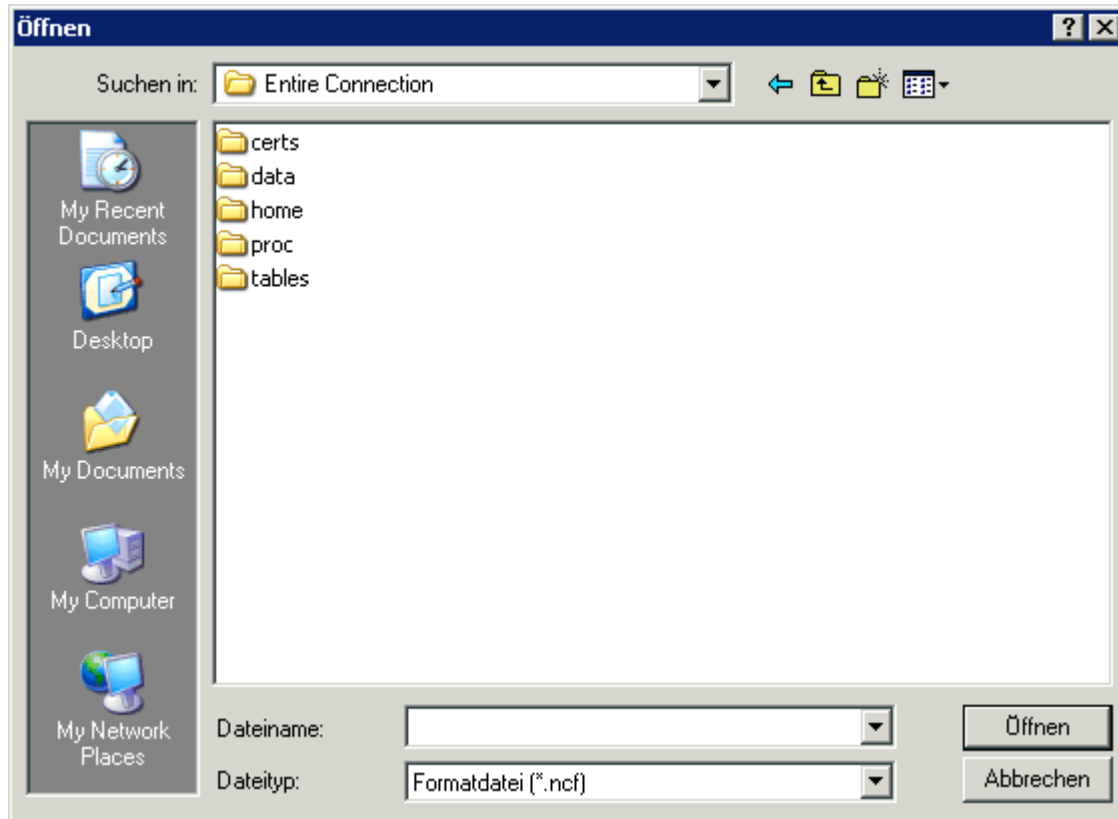 Öffnen
Suchen in: Entire Connection
certs
data
home
proc
tables
My Recent
Documents
Desktop
My Documents
My Computer
My Network
Places
Dateiname:
Öffnen
Dateityp: Formatdatei (*.ncf)
Abbrechen